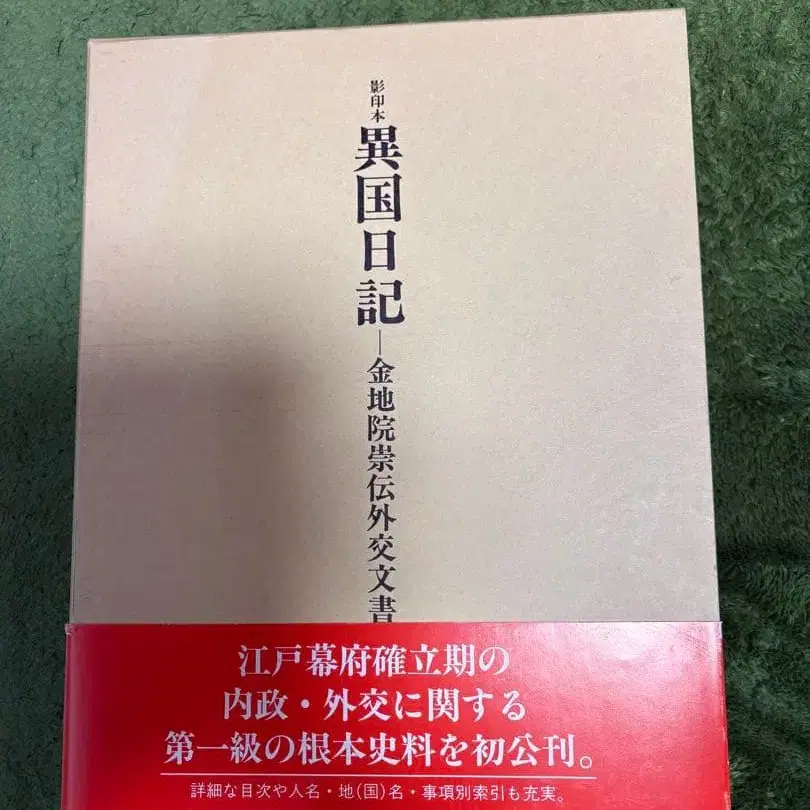 影印本
異国日記
―金地院崇伝外交文書
江戸幕府確立期の
内政・外交に関する
第一級の根本史料を初公刊。
詳細な目次や人名・地(国)名・事項別索引も充実。